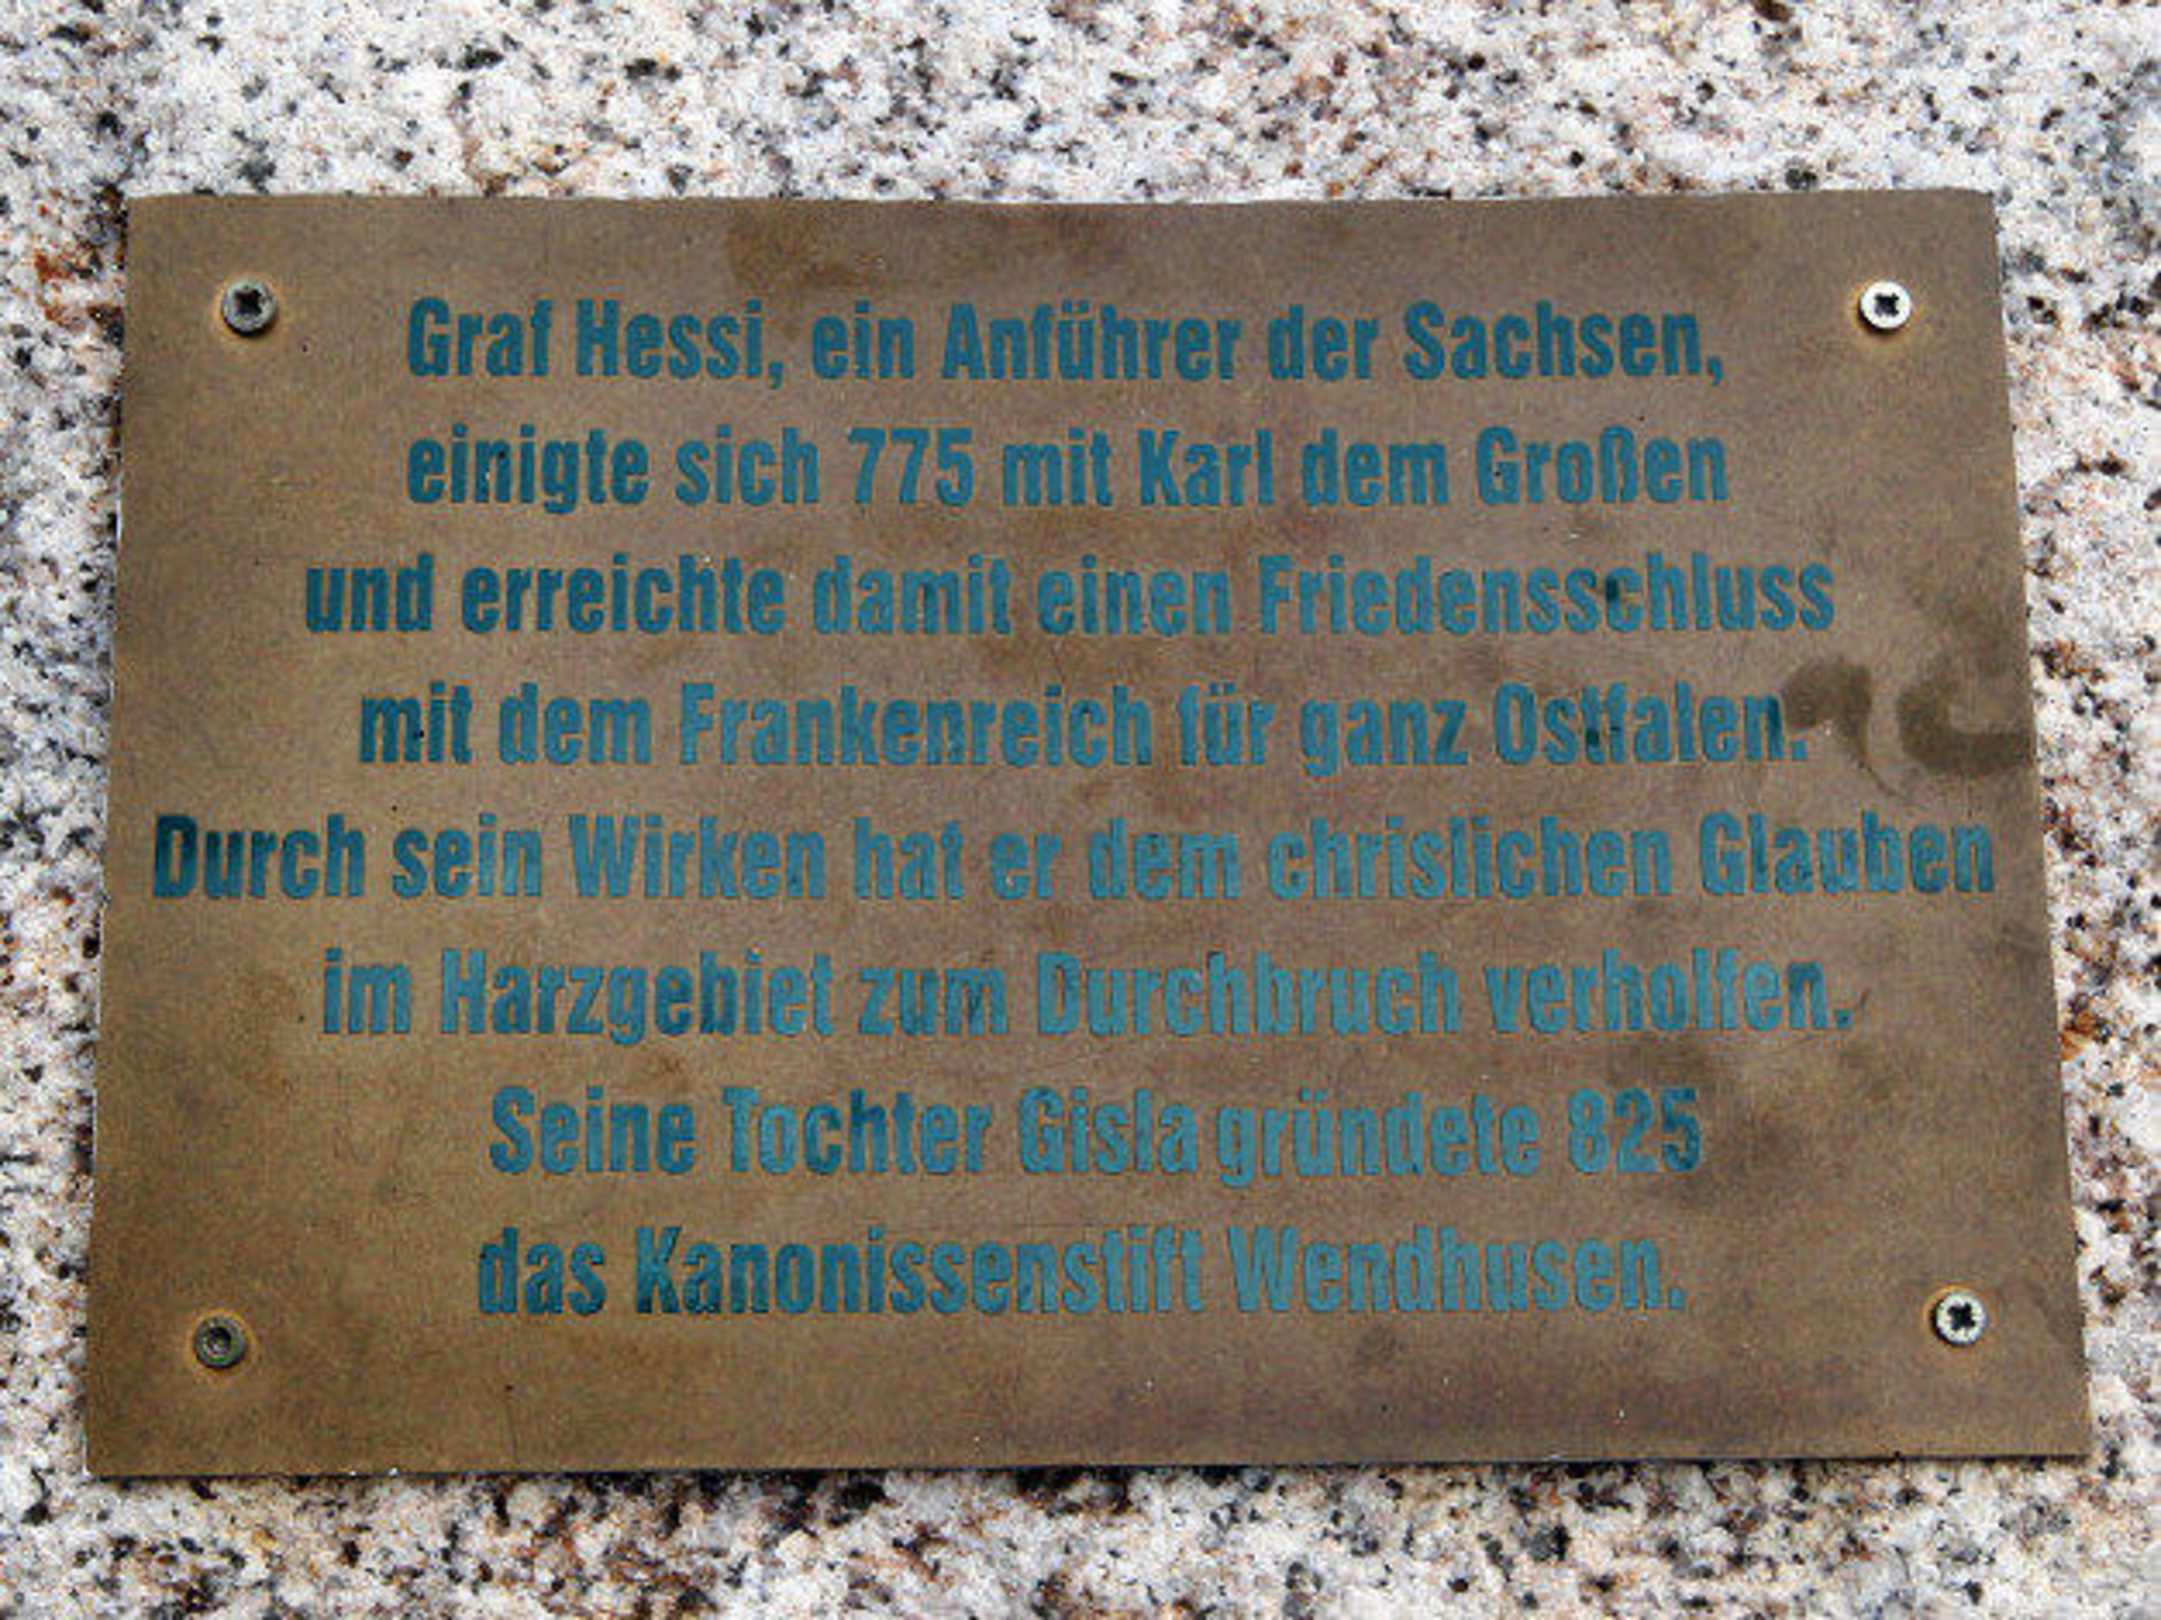 Graf Hessi, ein Anführer der Sachsen,
einigte sich 775 mit Karl dem Großen
und erreichte damit einen Friedensschluss
mit dem Frankenreich für ganz Ostfalen.
Durch sein Wirken hat er dem chrislichen Glauben
im Harzgebiet zum Durchbruch verholfen.
Seine Tochter Gisla gründete 825
das Kanonissenstift Wendhusen.